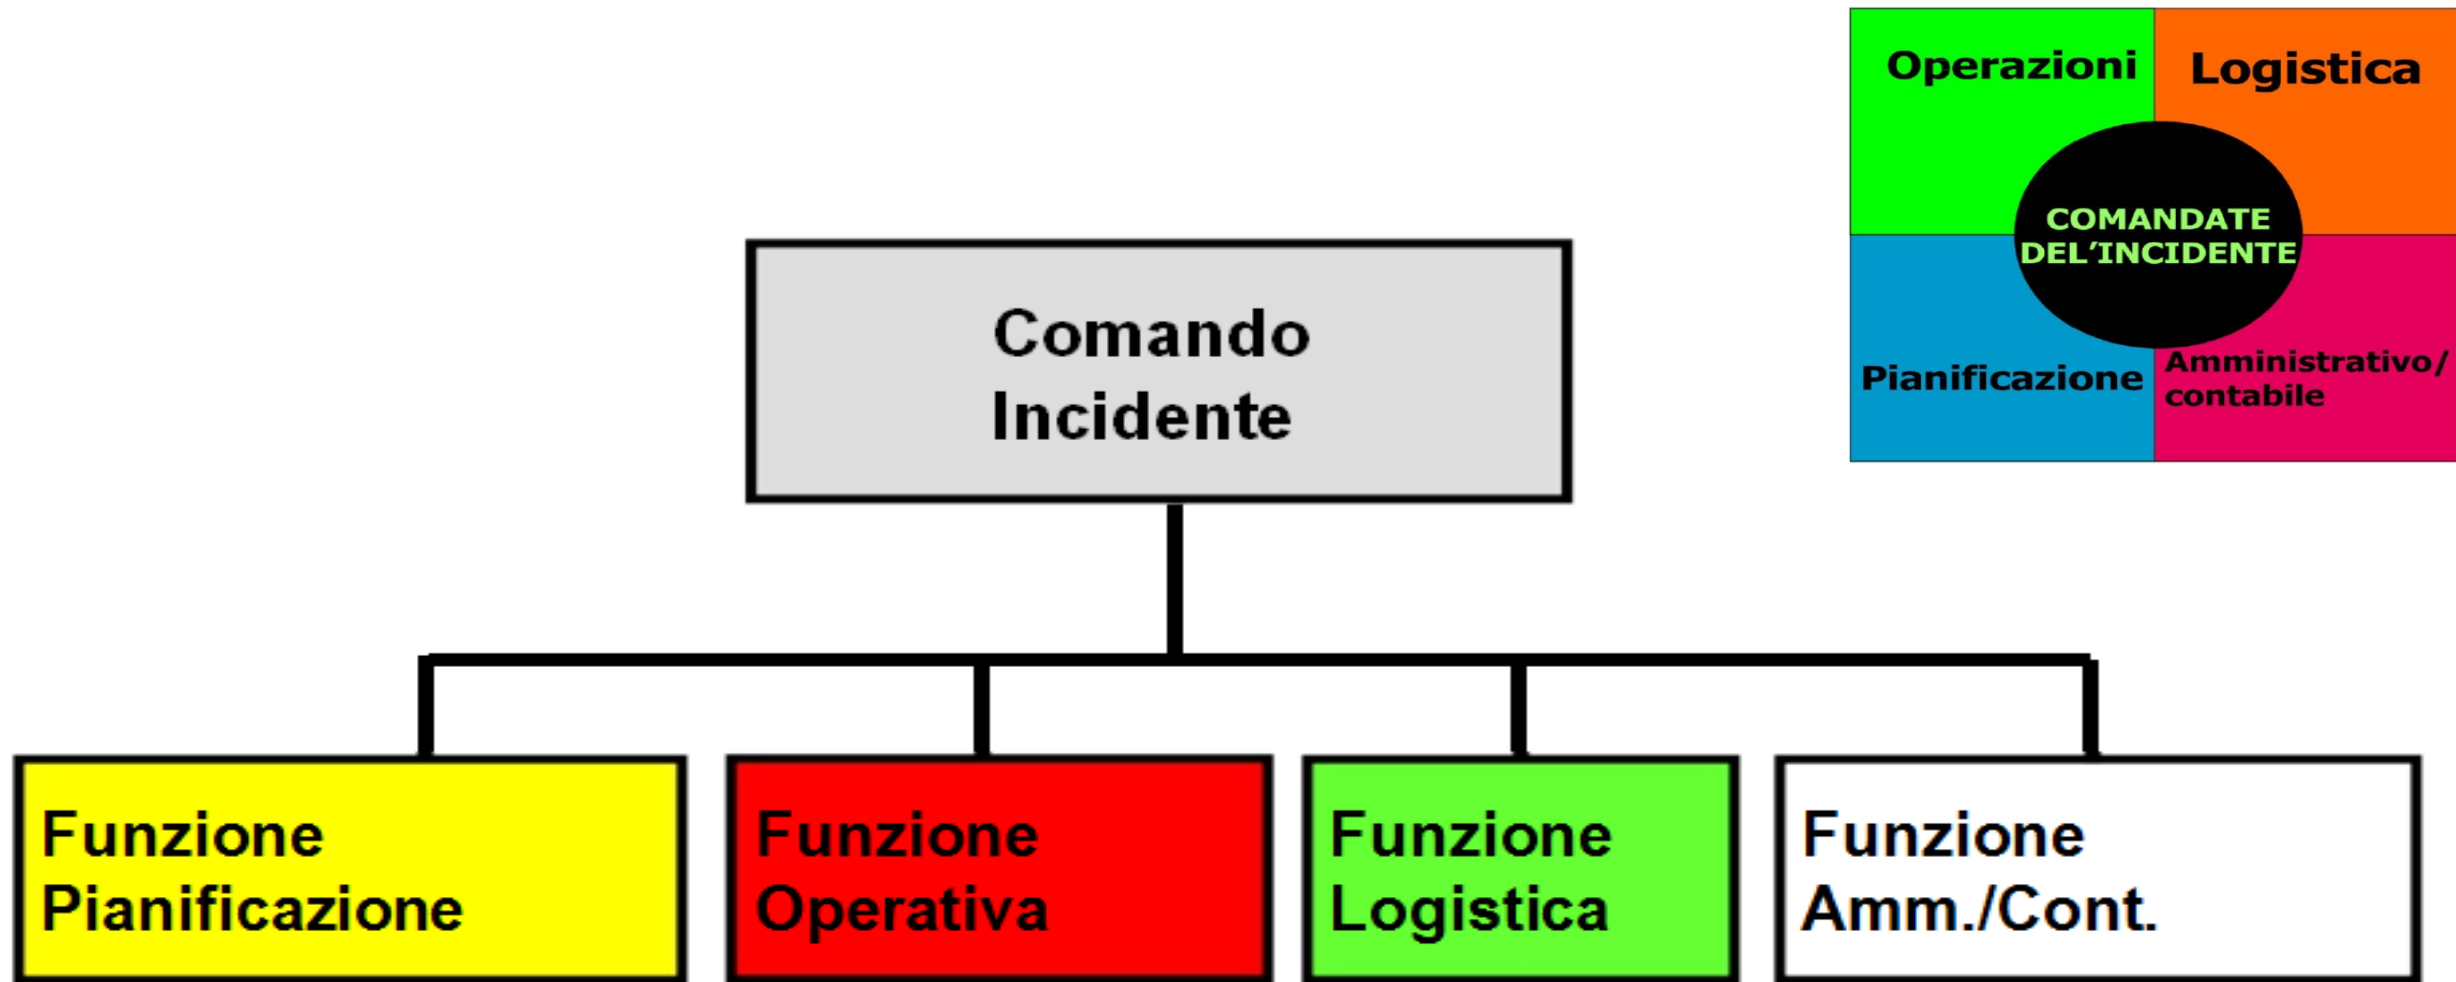 Operazioni
Logistica
COMANDATE
DEL’INCIDENTE
Pianificazione
Amministrativo/
contabile
Comando
Incidente
Funzione
Pianificazione
Funzione
Operativa
Funzione
Logistica
Funzione
Amm./Cont.